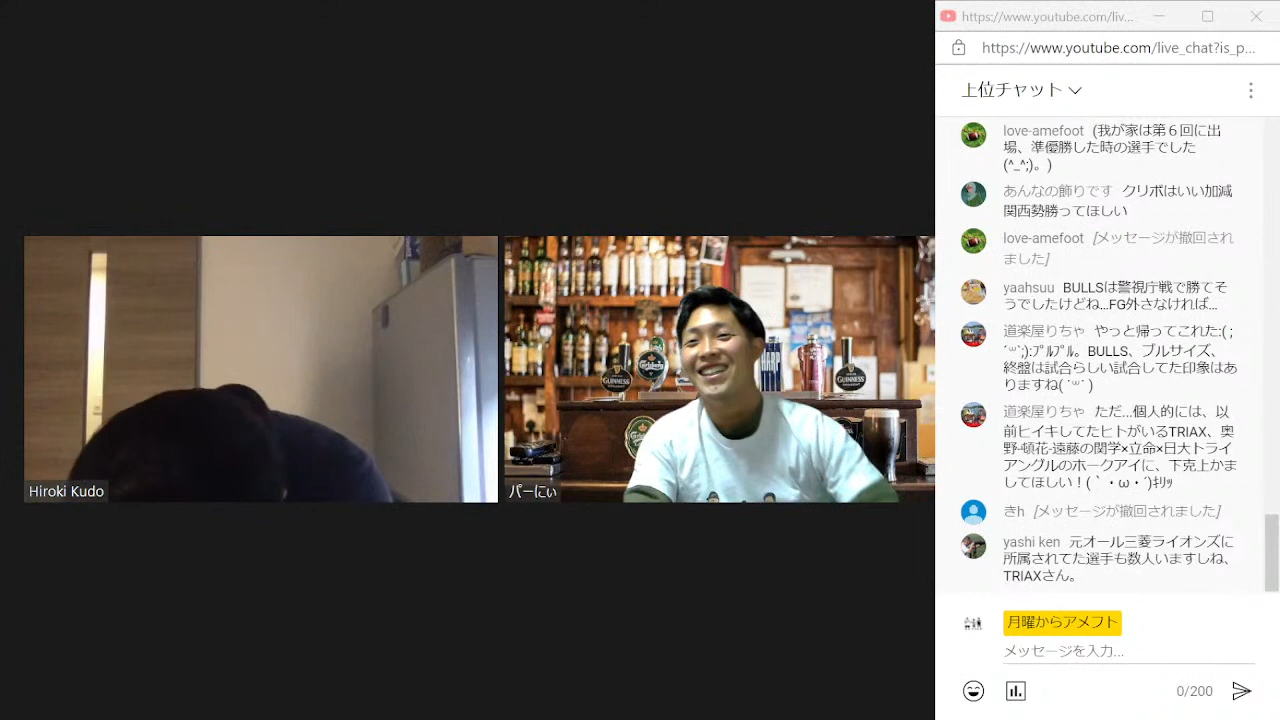 https://www.youtube.com/liv...
https://www.youtube.com/live_chat?is_p...
上位チャット
love-amefoot (我が家は第６回に出
場、準優勝した時の選手でした
(^_^;)。)
あんなの飾りです クリボはいい加減
関西勢勝ってほしい
love-amefoot [メッセージが撤回され
ました]
yaahsuu BULLSは警視庁戦で勝てそ
うでしたけどね...FG外さなければ...
道楽屋りちゃ やっと帰ってこれた:( ;
´꒳`;):ﾌﾟﾙﾌﾟﾙ。BULLS、ブルサイズ、
終盤は試合らしい試合してた印象はあ
りますね( ˙꒳˙ )
道楽屋りちゃ ただ...個人的には、以
前ヒイキしてたヒトがいるTRIAX、奥
野-頓花-遠藤の関学×立命×日大トライ
アングルのホークアイに、下克上かま
してほしい！( ｀・ω・´)ｷﾘｯ
きh [メッセージが撤回されました]
yashi ken 元オール三菱ライオンズに
所属されてた選手も数人いますしね、
TRIAXさん。
月曜からアメフト
メッセージを入力...
0/200
Hiroki Kudo
パーにぃ
Carlsberg
GUINNESS
HARP
GUINNESS